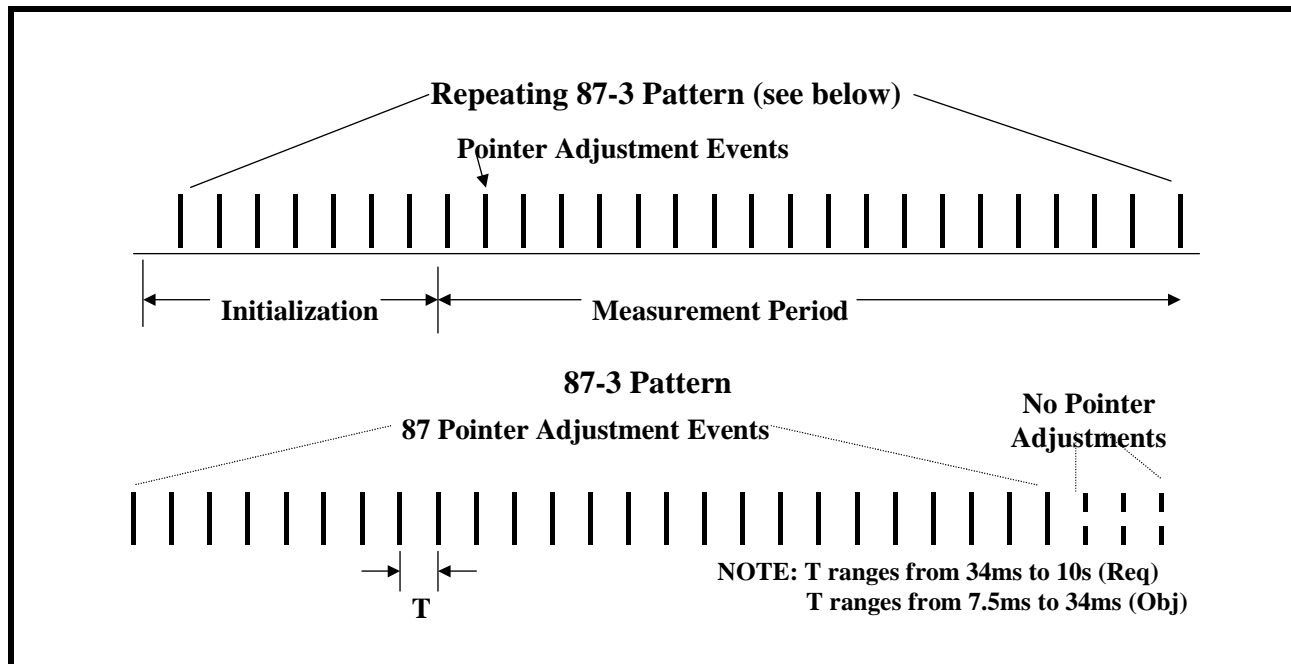 Repeating 87-3 Pattern (see below)
Pointer Adjustment Events
Initialization
Measurement Period
87-3 Pattern
87 Pointer Adjustment Events
No Pointer
Adjustments
T
NOTE: T ranges from 34ms to 10s (Req)
T ranges from 7.5ms to 34ms (Obj)